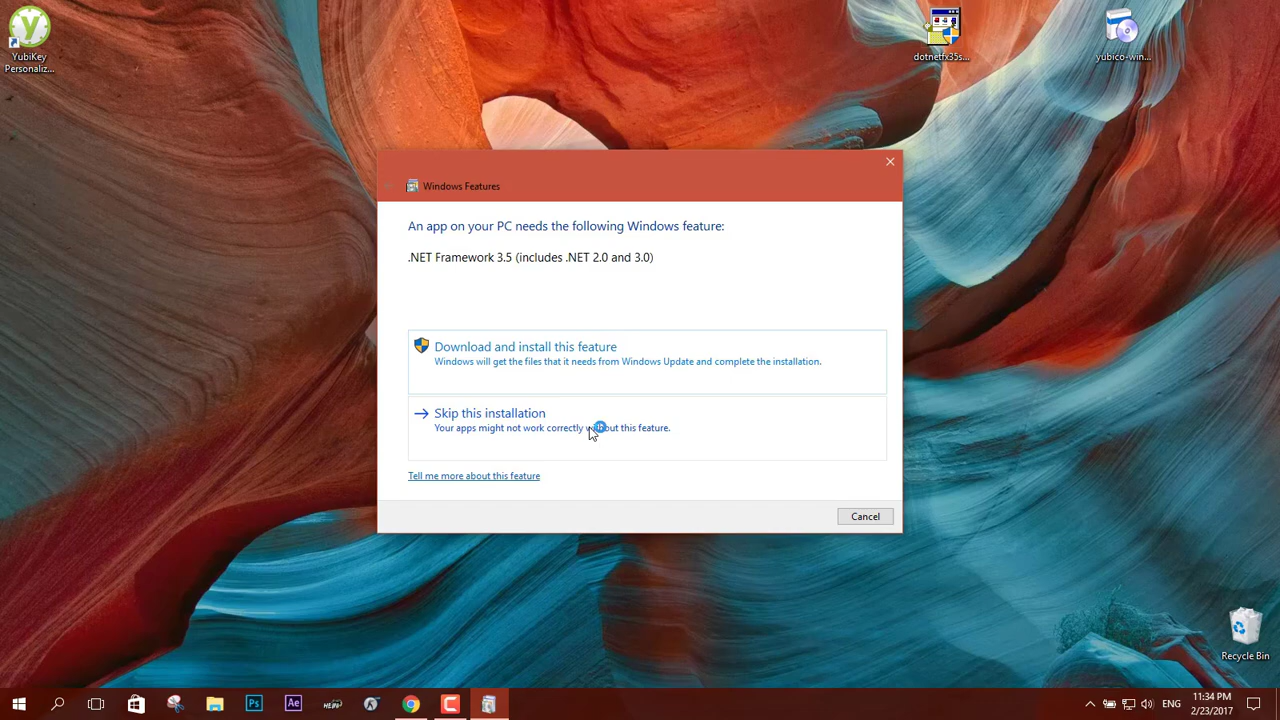 YubiKey
Personaliz...
dotnetfx35s...
yubico-win...
Windows Features
An app on your PC needs the following Windows feature:
.NET Framework 3.5 (includes .NET 2.0 and 3.0)
Download and install this feature
Windows will get the files that it needs from Windows Update and complete the installation.
Skip this installation
Your apps might not work correctly without this feature.
Tell me more about this feature
Cancel
Recycle Bin
Ps
Ae
ENG
11:34 PM
2/23/2017